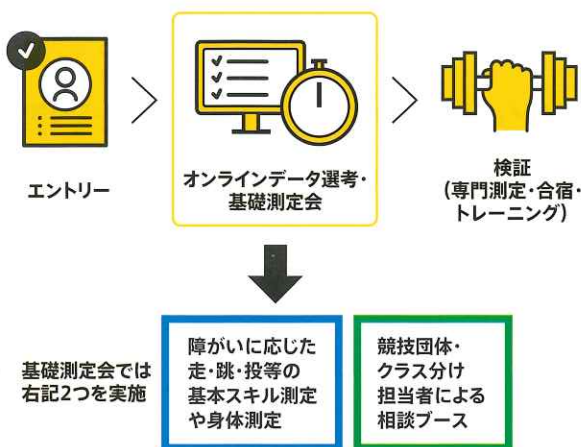 エントリー
オンラインデータ選考・
基礎測定会
検証
(専門測定・合宿・
トレーニング)
基礎測定会では
右記2つを実施
障がいに応じた
走・跳・投等の
基本スキル測定
や身体測定
競技団体・
クラス分け
担当者による
相談ブース